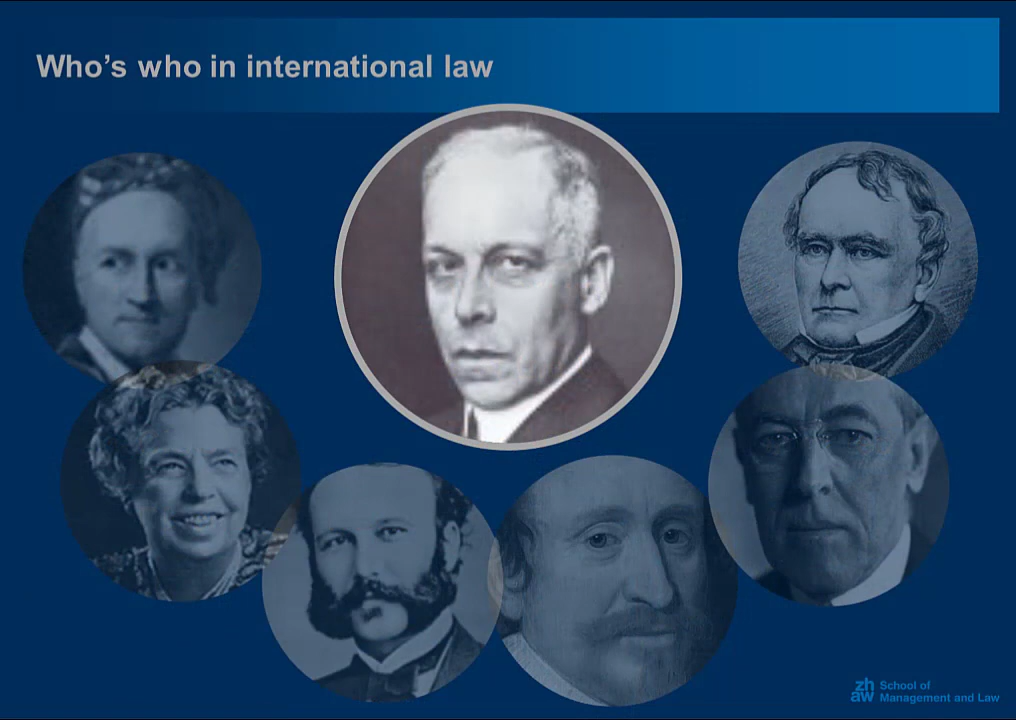 Who's who in international law
zh
aw
School of
Management and Law